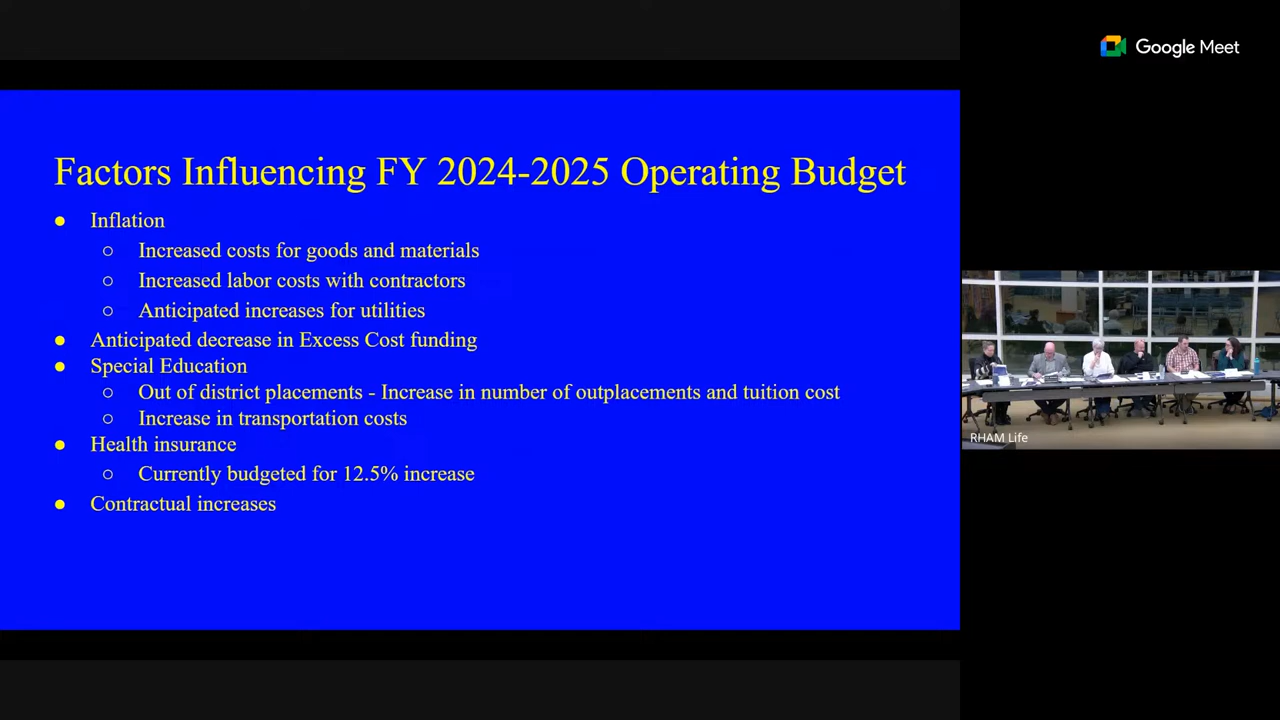 Google Meet
Factors Influencing FY 2024-2025 Operating Budget
● Inflation
○ Increased costs for goods and materials
○ Increased labor costs with contractors
○ Anticipated increases for utilities
● Anticipated decrease in Excess Cost funding
● Special Education
○ Out of district placements - Increase in number of outplacements and tuition cost
○ Increase in transportation costs
● Health insurance
○ Currently budgeted for 12.5% increase
● Contractual increases
RHAM Life